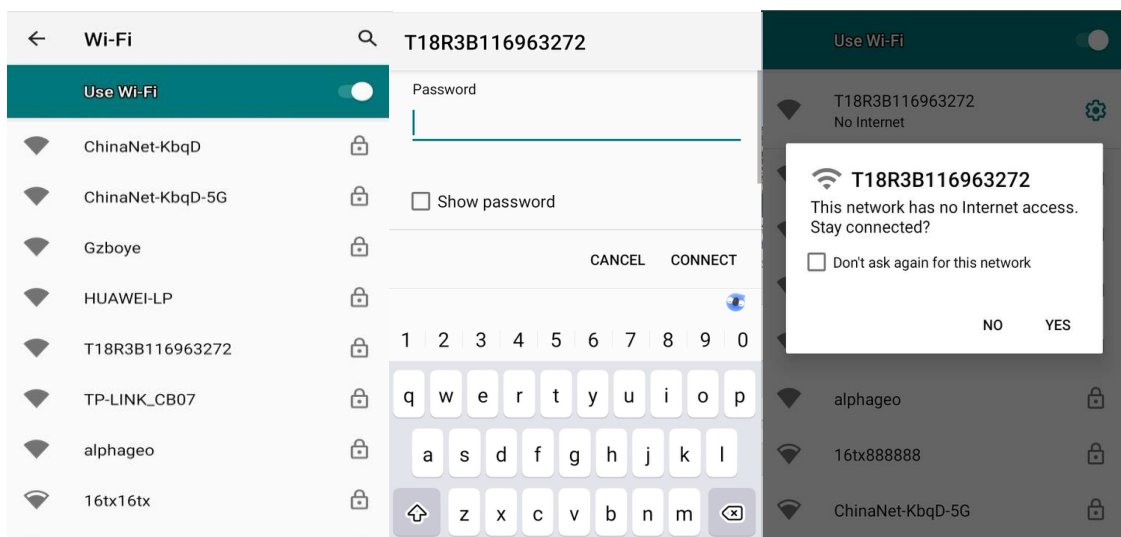 Wi-Fi
Use Wi-Fi
ChinaNet-KbqD
ChinaNet-KbqD-5G
Gzboye
HUAWEI-LP
T18R3B116963272
TP-LINK_CB07
alphageo
16tx16tx
T18R3B116963272
Password
Show password
CANCEL CONNECT
1 2 3 4 5 6 7 8 9 0
q w e r t y u i o p
a s d f g h j k l
z x c v b n m
Use Wi-Fi
T18R3B116963272
No Internet
T18R3B116963272
This network has no Internet access.
Stay connected?
Don't ask again for this network
NO YES
alphageo
16tx888888
ChinaNet-KbqD-5G